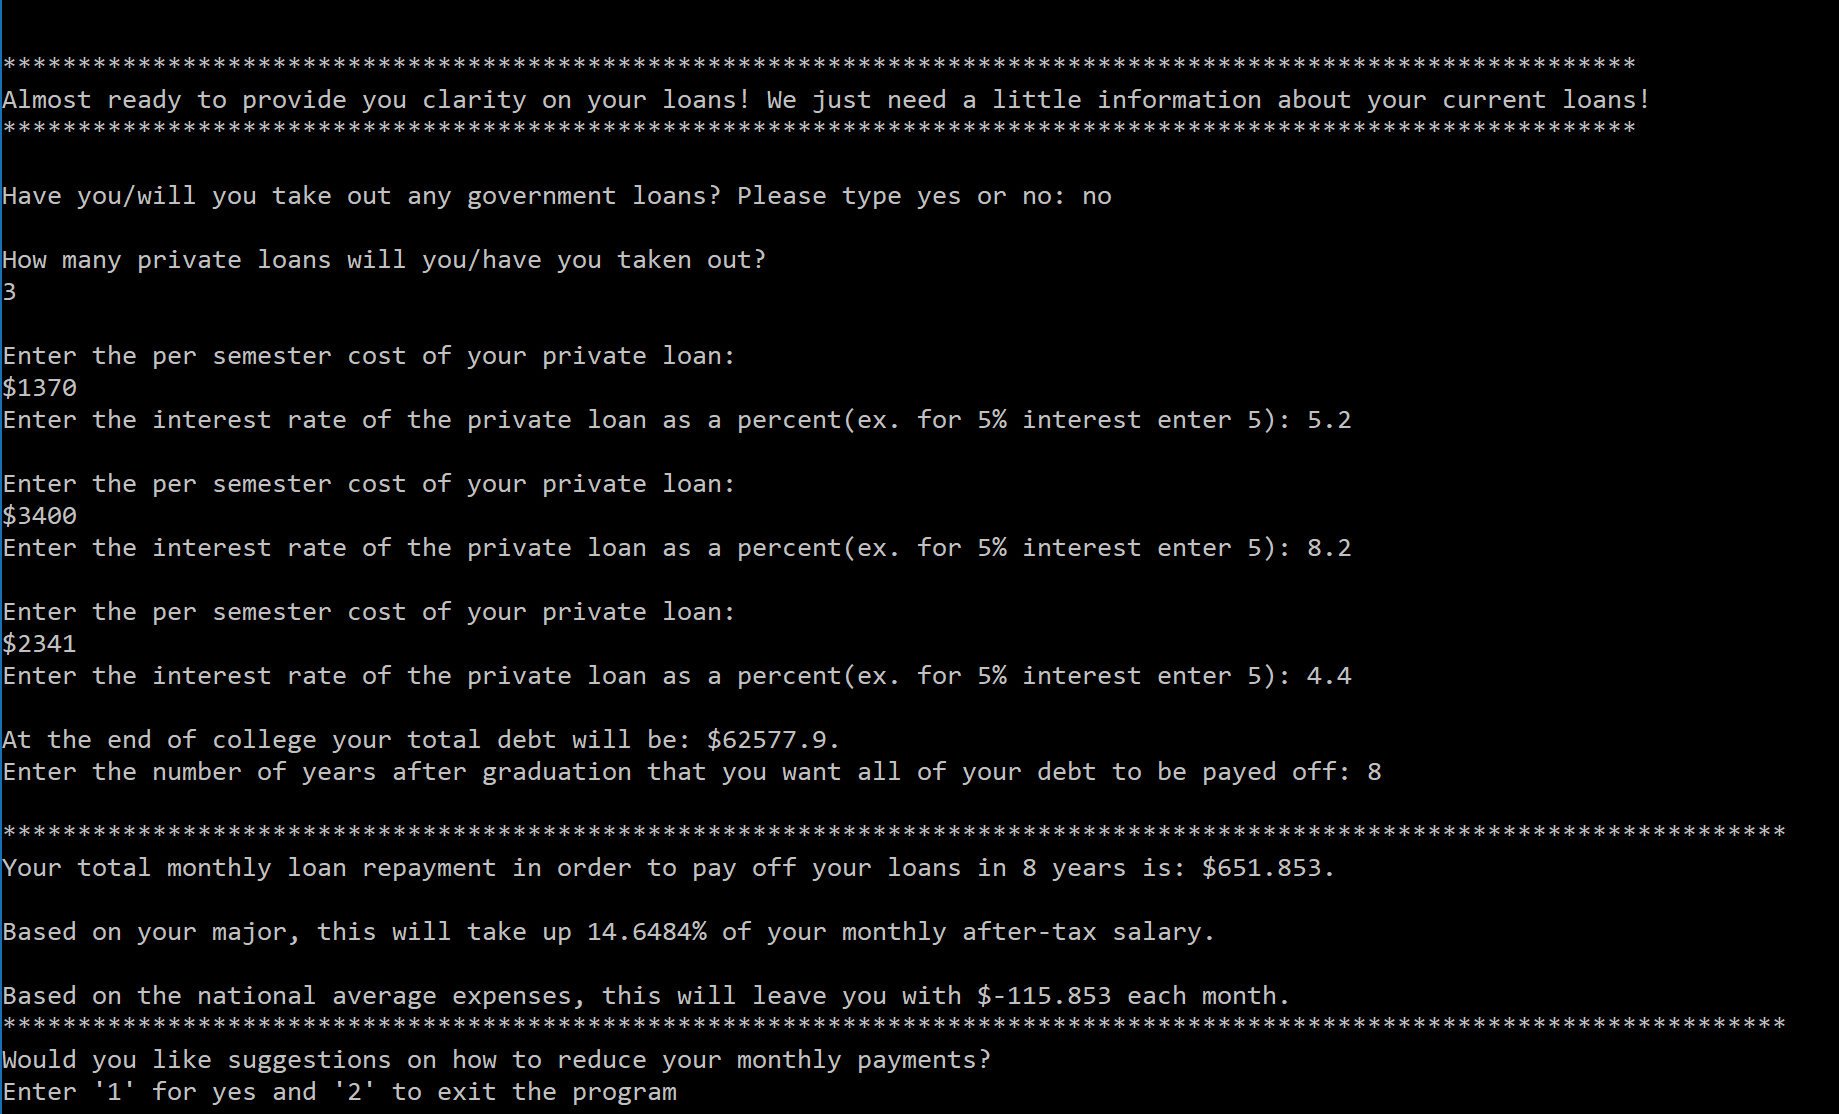 *************************************************************************************************************
Almost ready to provide you clarity on your loans! We just need a little information about your current loans!
*************************************************************************************************************
Have you/will you take out any government loans? Please type yes or no: no
How many private loans will you/have you taken out?
3
Enter the per semester cost of your private loan:
$1370
Enter the interest rate of the private loan as a percent(ex. for 5% interest enter 5): 5.2
Enter the per semester cost of your private loan:
$3400
Enter the interest rate of the private loan as a percent(ex. for 5% interest enter 5): 8.2
Enter the per semester cost of your private loan:
$2341
Enter the interest rate of the private loan as a percent(ex. for 5% interest enter 5): 4.4
At the end of college your total debt will be: $62577.9.
Enter the number of years after graduation that you want all of your debt to be payed off: 8
***********************************************************************************************************************
Your total monthly loan repayment in order to pay off your loans in 8 years is: $651.853.
Based on your major, this will take up 14.6484% of your monthly after-tax salary.
Based on the national average expenses, this will leave you with $-115.853 each month.
***********************************************************************************************************************
Would you like suggestions on how to reduce your monthly payments?
Enter '1' for yes and '2' to exit the program